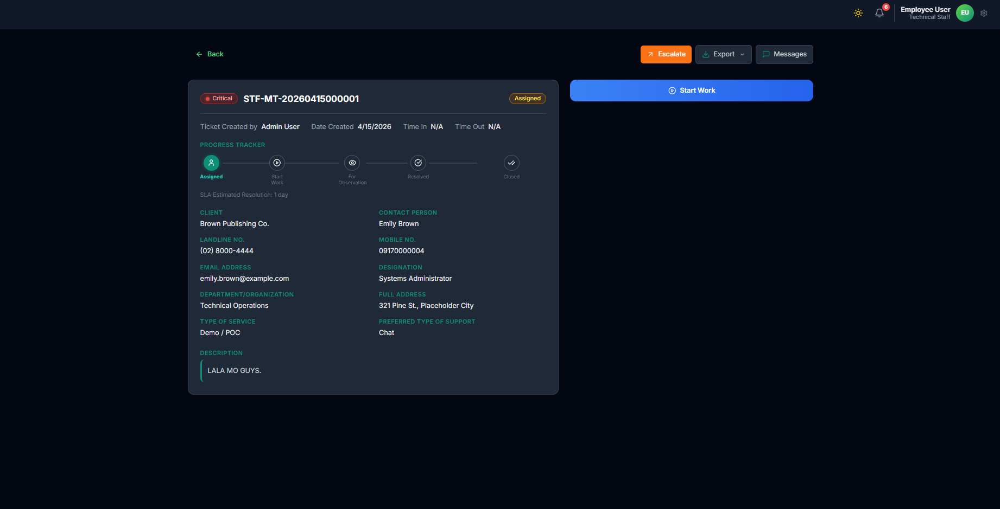 6
Employee User
Technical Staff
EU
Back
Escalate
Export
Messages
Critical
STF-MT-20260415000001
Assigned
Start Work
Ticket Created by Admin User Date Created 4/15/2026 Time In N/A Time Out N/A
PROGRESS TRACKER
Assigned
Start
Work
For
Observation
Resolved
Closed
SLA Estimated Resolution: 1 day
CLIENT
Brown Publishing Co.
CONTACT PERSON
Emily Brown
LANDLINE NO.
(02) 8000-4444
MOBILE NO.
09170000004
EMAIL ADDRESS
emily.brown@example.com
DESIGNATION
Systems Administrator
DEPARTMENT/ORGANIZATION
Technical Operations
FULL ADDRESS
321 Pine St., Placeholder City
TYPE OF SERVICE
Demo / POC
PREFERRED TYPE OF SUPPORT
Chat
DESCRIPTION
LALA MO GUYS.